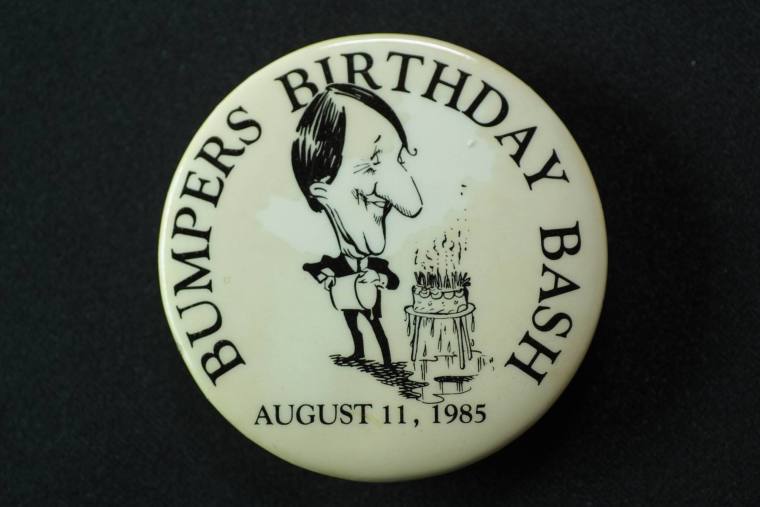 BUMPERS BIRTHDAY BASH
AUGUST 11, 1985